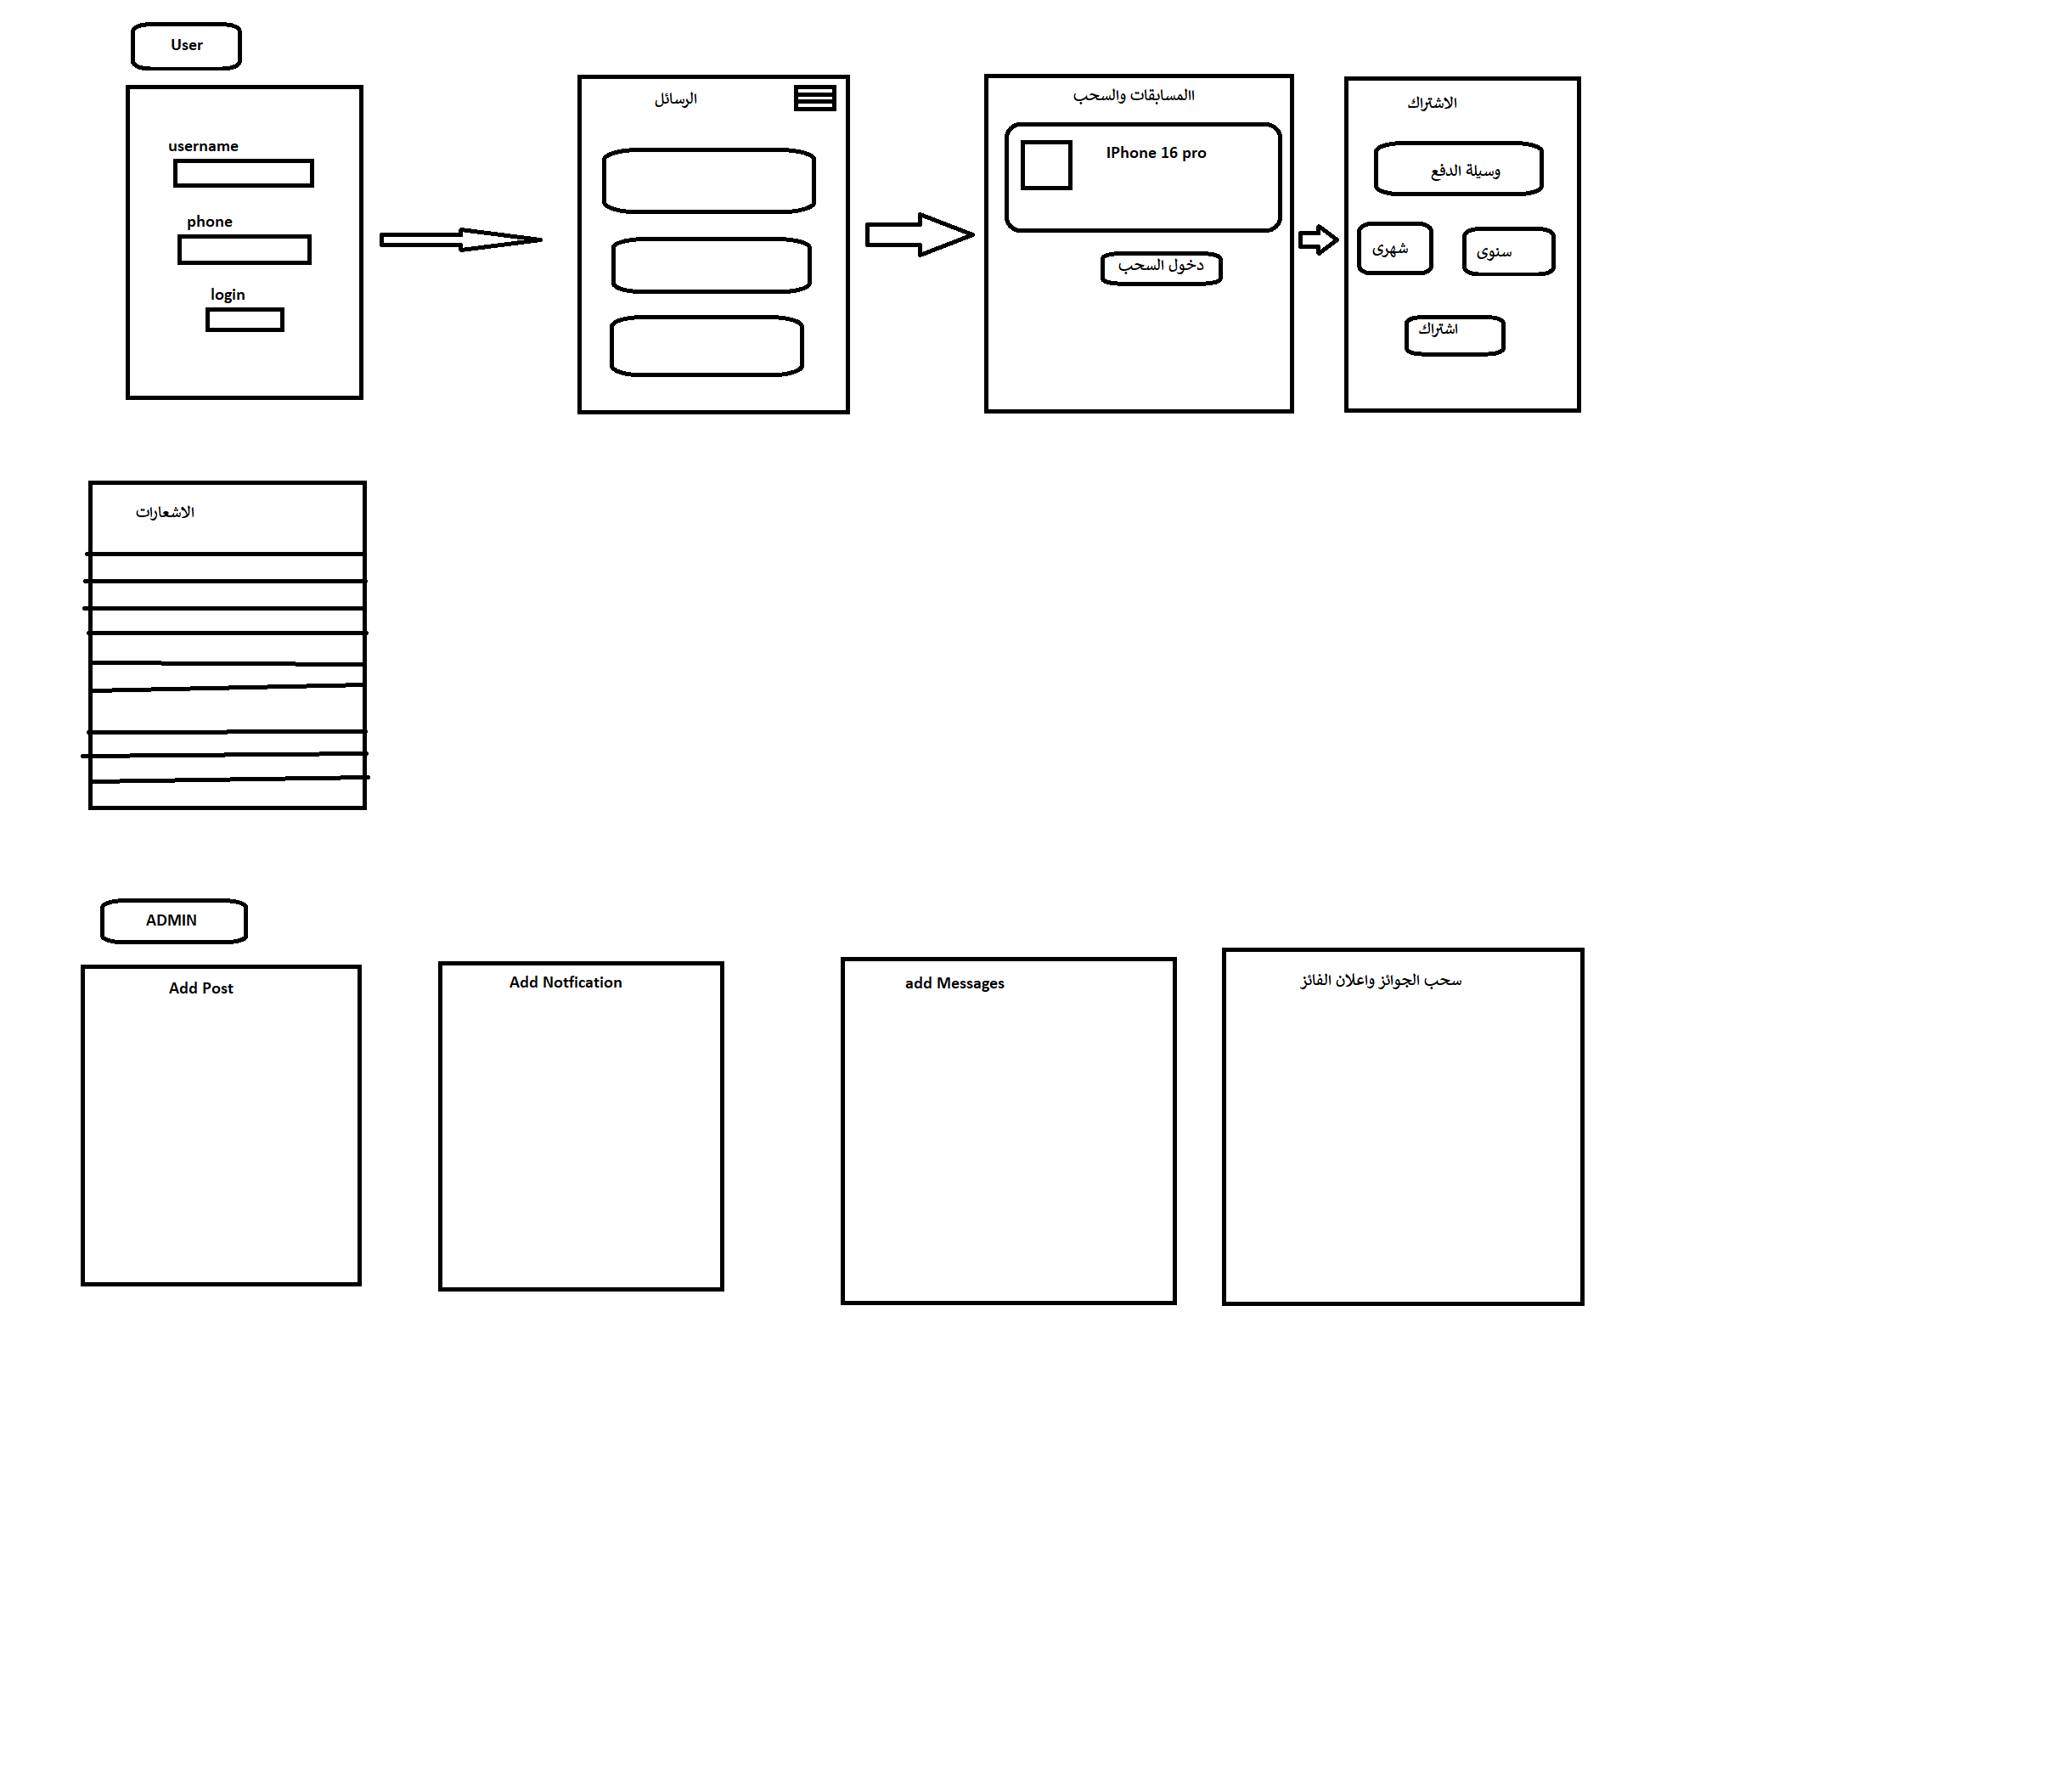 User
username
phone
login
الرسائل
االمسابقات والسحب
IPhone 16 pro
دخول السحب
الاشتراك
وسيلة الدفع
شهرى
سنوى
اشتراك
الاشعارات
ADMIN
Add Post
Add Notfication
add Messages
سحب الجوائز واعلان الفائز